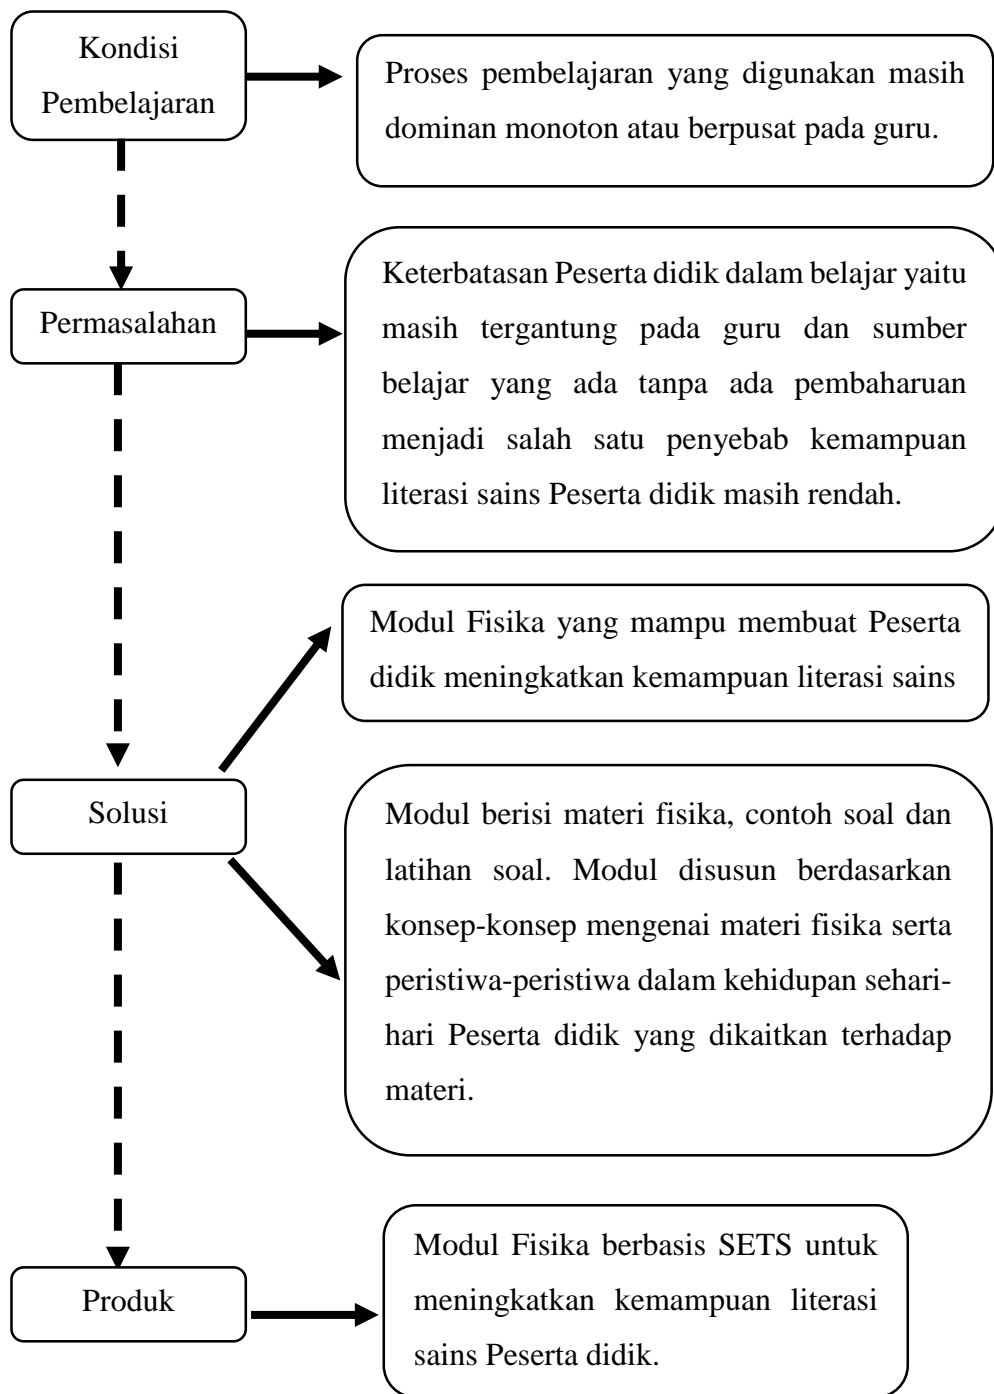 Kondisi
Pembelajaran
Proses pembelajaran yang digunakan masih
dominan monoton atau berpusat pada guru.
Permasalahan
Keterbatasan Peserta didik dalam belajar yaitu
masih tergantung pada guru dan sumber
belajar yang ada tanpa ada pembaharuan
menjadi salah satu penyebab kemampuan
literasi sains Peserta didik masih rendah.
Modul Fisika yang mampu membuat Peserta
didik meningkatkan kemampuan literasi sains
Solusi
Modul berisi materi fisika, contoh soal dan
latihan soal. Modul disusun berdasarkan
konsep-konsep mengenai materi fisika serta
peristiwa-peristiwa dalam kehidupan sehari-
hari Peserta didik yang dikaitkan terhadap
materi.
Produk
Modul Fisika berbasis SETS untuk
meningkatkan kemampuan literasi
sains Peserta didik.